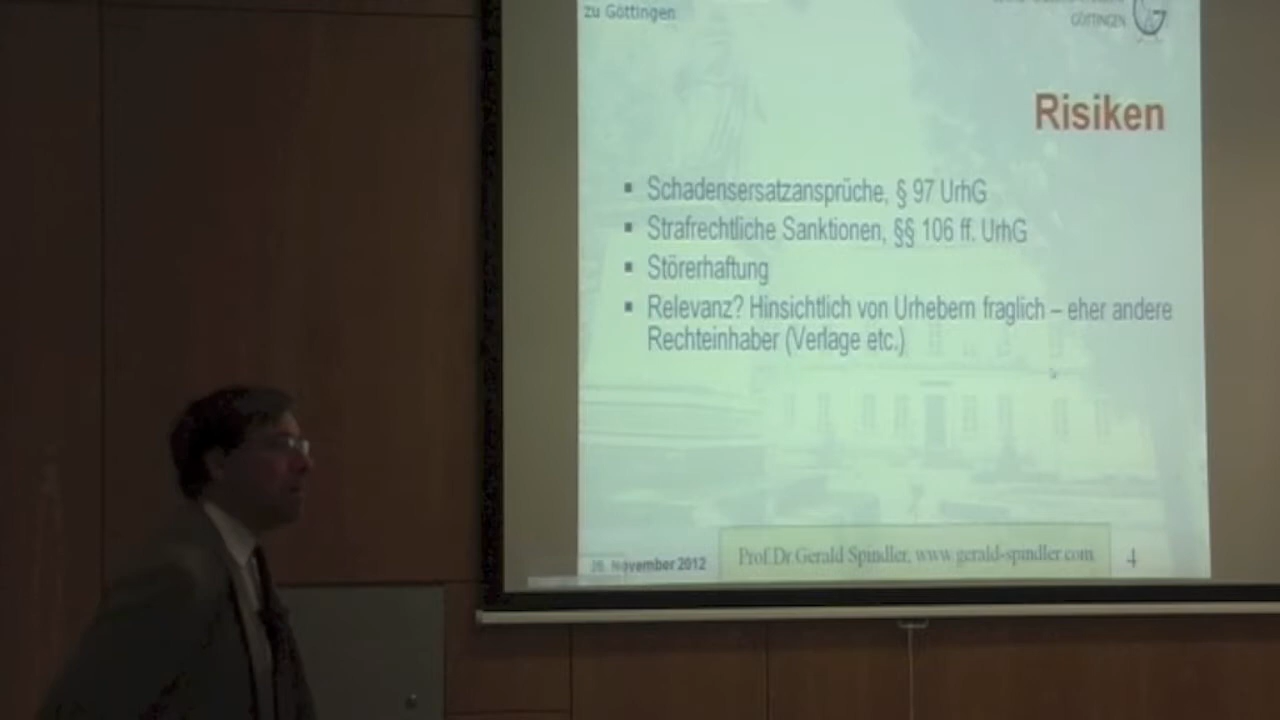 zu Göttingen
GÖTTINGEN
Risiken
▪ Schadensersatzansprüche, § 97 UrhG
▪ Strafrechtliche Sanktionen, §§ 106 ff. UrhG
▪ Störerhaftung
▪ Relevanz? Hinsichtlich von Urhebern fraglich – eher andere
Rechteinhaber (Verlage etc.)
November 2012
Prof.Dr.Gerald Spindler, www.gerald-spindler.com
4